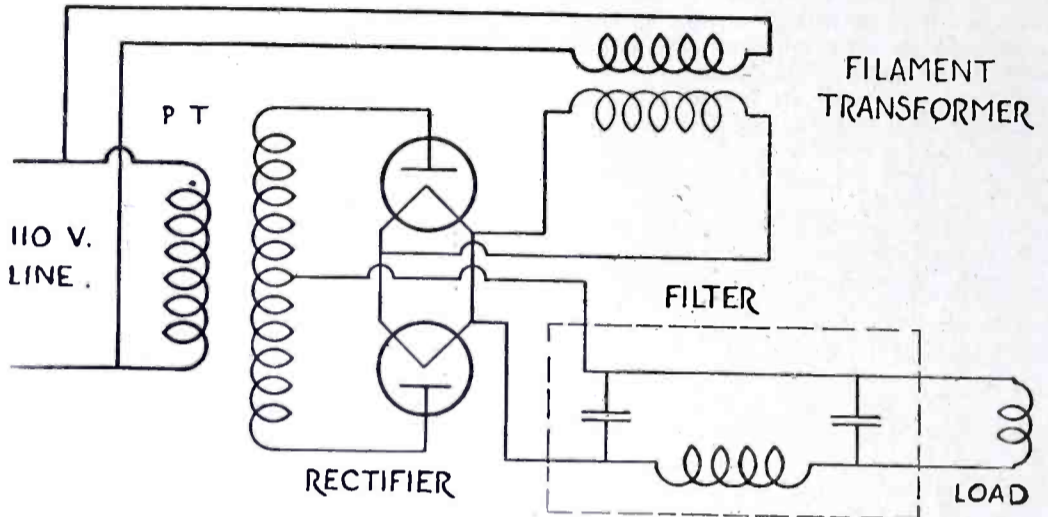 FILAMENT
TRANSFORMER
P T
110 V.
LINE.
FILTER
RECTIFIER
LOAD